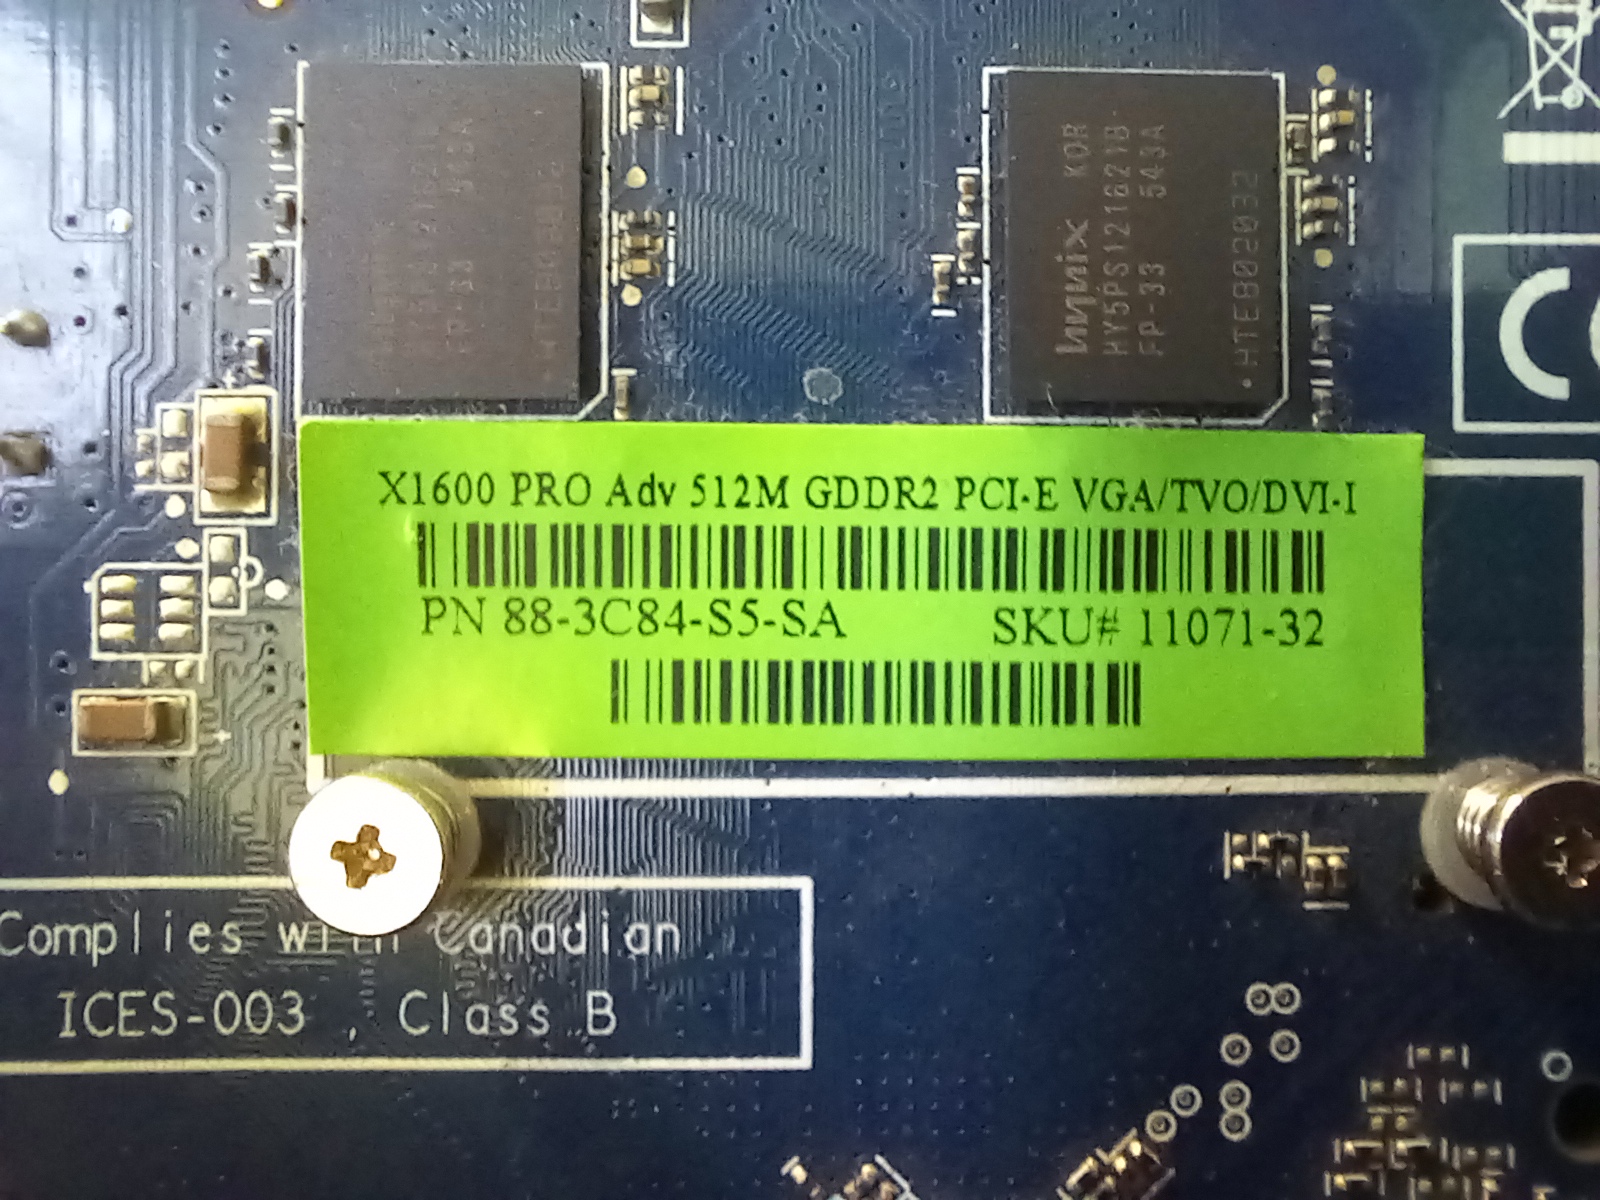 hynix KOR
HY5PS121621B
FP-33 543A
HTEB02032
X1600 PRO Adv 512M GDDR2 PCI-E VGA/TVO/DVI-I
PN 88-3C84-S5-SA SKU# 11071-32
Complies with Canadian
ICES-003 , Class B